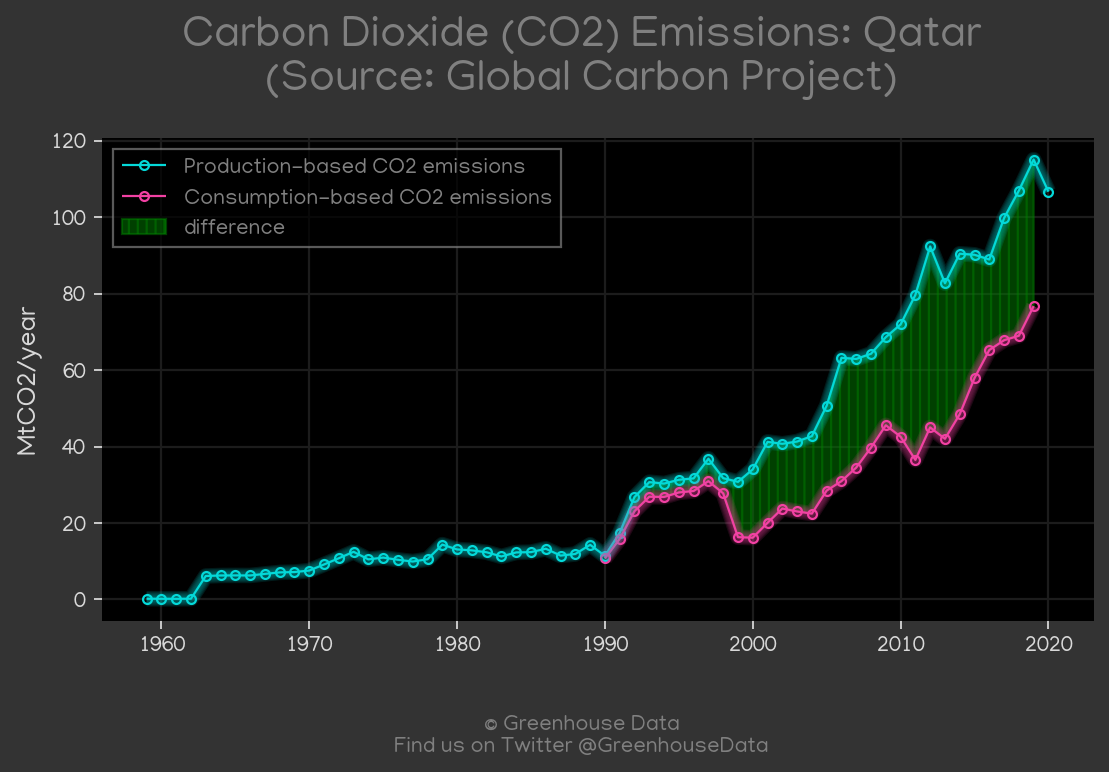 Carbon Dioxide (CO2) Emissions: Qatar
(Source: Global Carbon Project)
120
100
80
60
40
20
0
MtCO2/year
Production-based CO2 emissions
Consumption-based CO2 emissions
difference
1960 1970 1980 1990 2000 2010 2020
© Greenhouse Data
Find us on Twitter @GreenhouseData